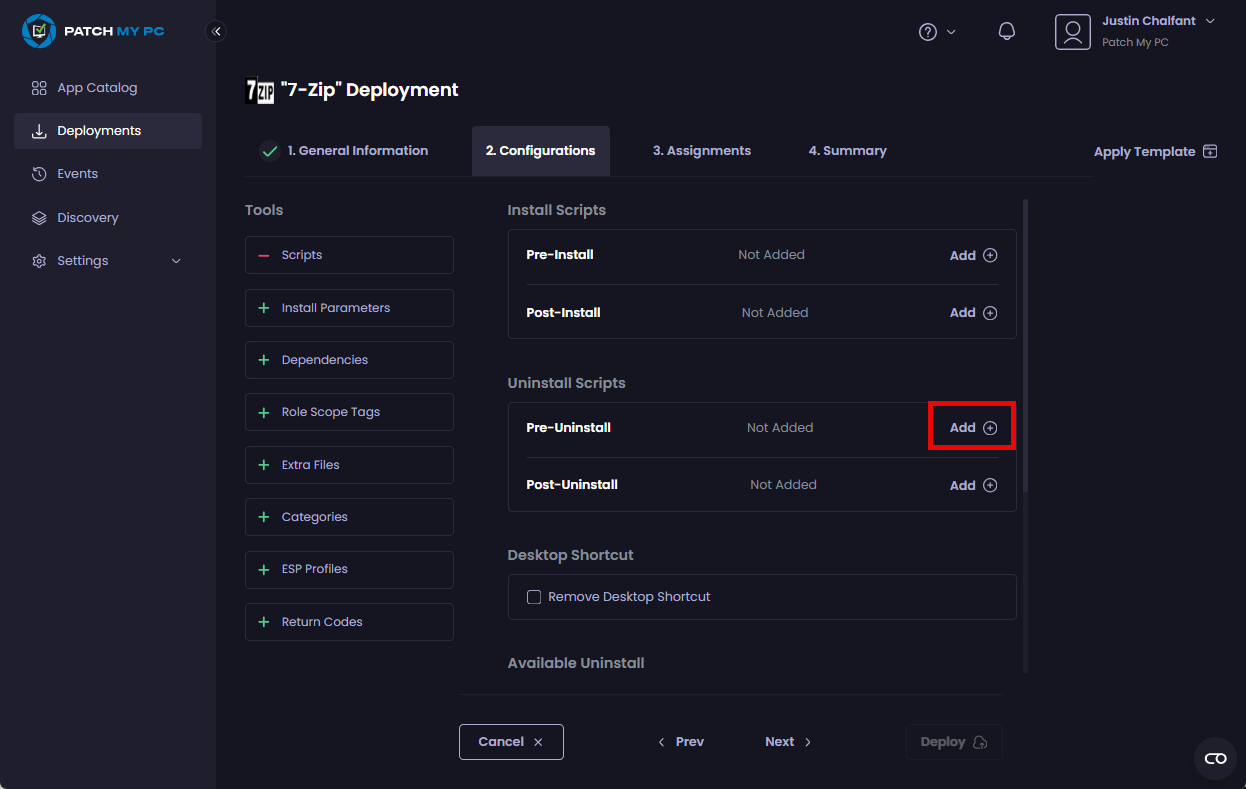 PATCH MY PC
Justin Chalfant
Patch My PC
App Catalog
Deployments
Events
Discovery
Settings
7ZIP "7-Zip" Deployment
1. General Information
2. Configurations
3. Assignments
4. Summary
Apply Template
Tools
Scripts
Install Parameters
Dependencies
Role Scope Tags
Extra Files
Categories
ESP Profiles
Return Codes
Install Scripts
Pre-Install Not Added Add
Post-Install Not Added Add
Uninstall Scripts
Pre-Uninstall Not Added Add
Post-Uninstall Not Added Add
Desktop Shortcut
Remove Desktop Shortcut
Available Uninstall
Cancel Prev Next Deploy